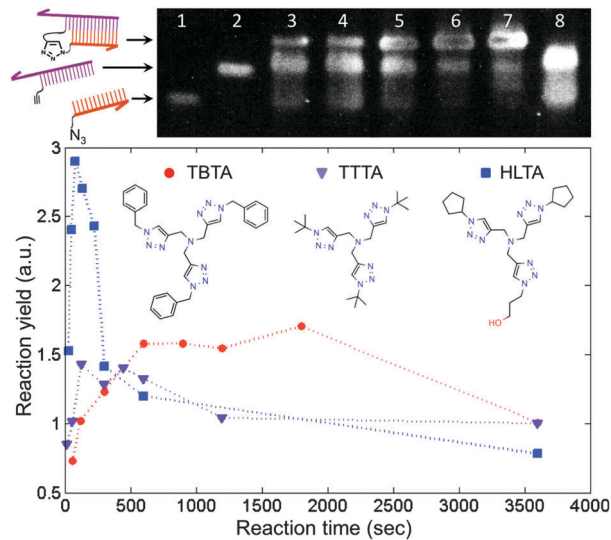 1 2 3 4 5 6 7 8
N N N
N3
3
2.5
2
1.5
1
0.5
0 500 1000 1500 2000 2500 3000 3500 4000
Reaction yield (a.u.)
Reaction time (sec)
TBTA TTTA HLTA
N N N N N N
N
N N N
N N N N N N
N
N N N
N N N N N N
N
N N N
HO